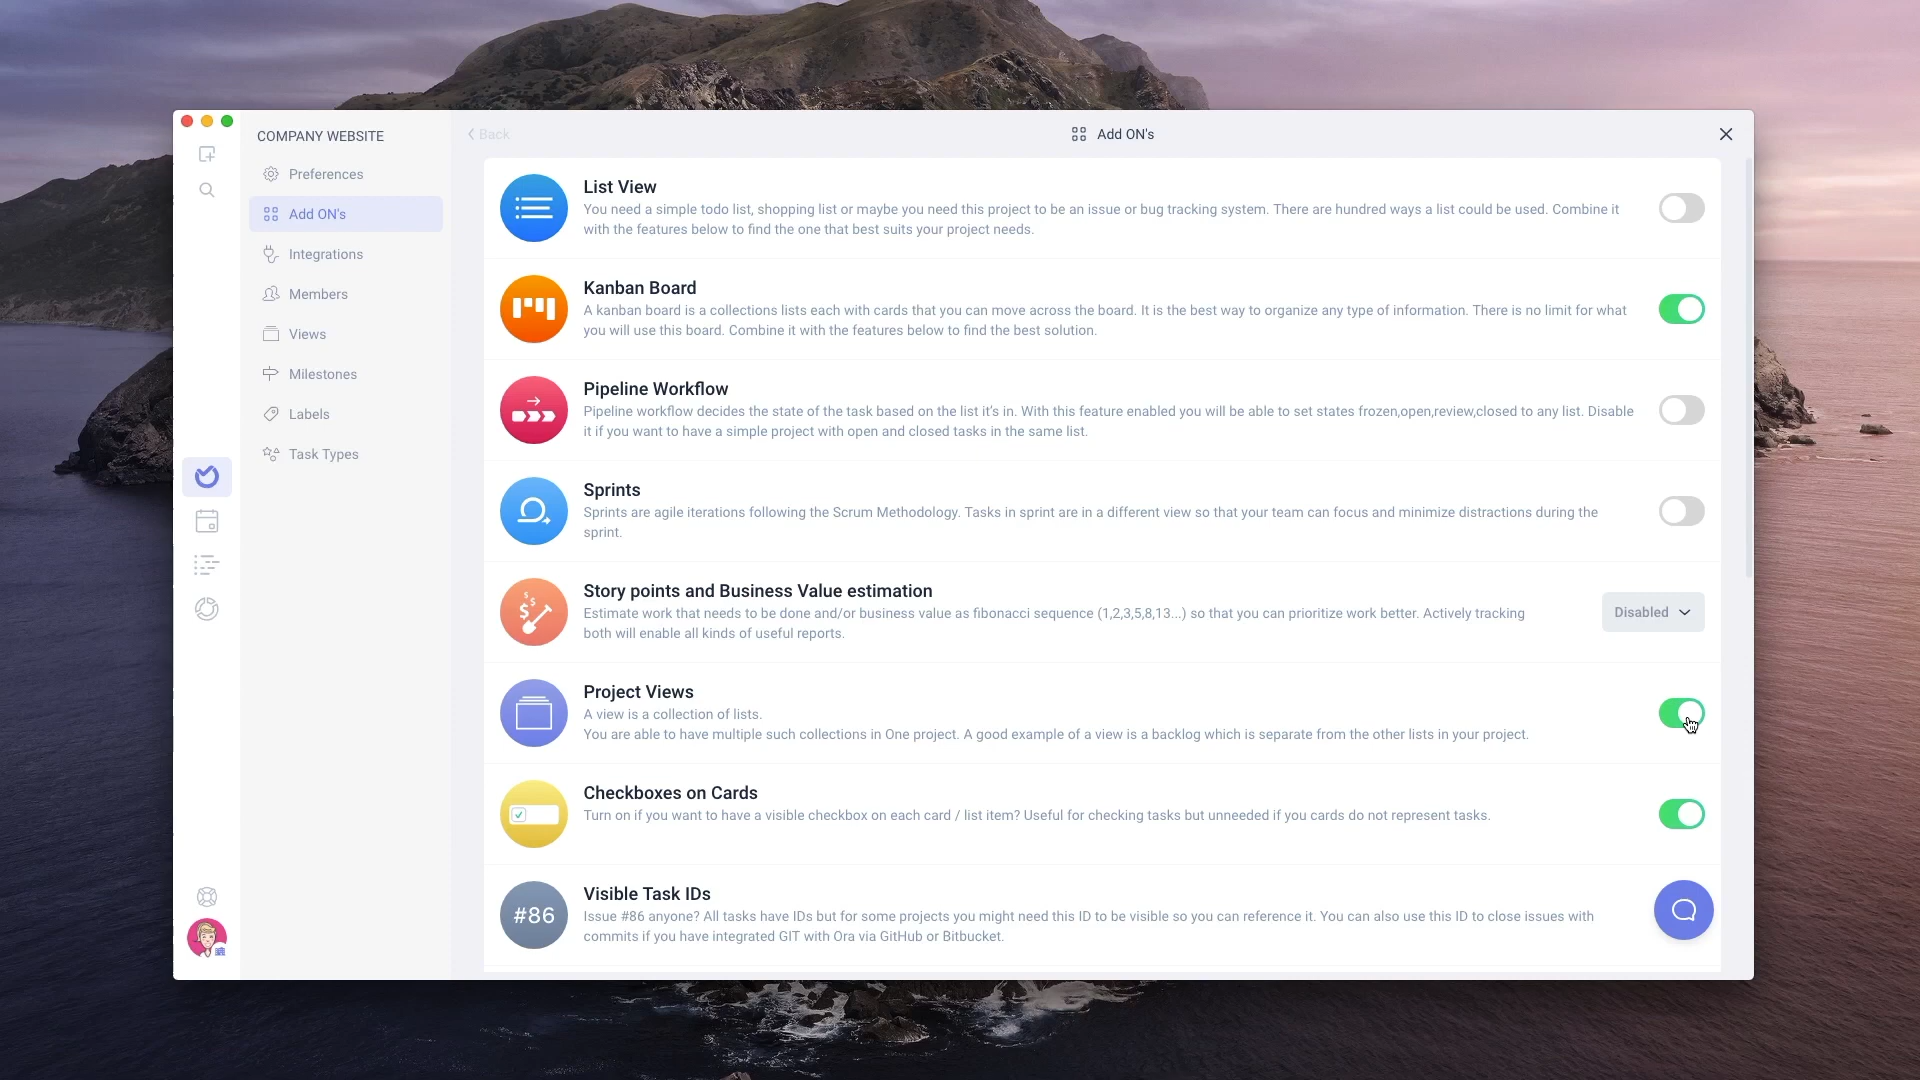 COMPANY WEBSITE
Preferences
Add ON's
Integrations
Members
Views
Milestones
Labels
Task Types
Back
Add ON's
List View
You need a simple todo list, shopping list or maybe you need this project to be an issue or bug tracking system. There are hundred ways a list could be used. Combine it
with the features below to find the one that best suits your project needs.
Kanban Board
A kanban board is a collections lists each with cards that you can move across the board. It is the best way to organize any type of information. There is no limit for what
you will use this board. Combine it with the features below to find the best solution.
Pipeline Workflow
Pipeline workflow decides the state of the task based on the list it's in. With this feature enabled you will be able to set states frozen,open,review,closed to any list. Disable
it if you want to have a simple project with open and closed tasks in the same list.
Sprints
Sprints are agile iterations following the Scrum Methodology. Tasks in sprint are in a different view so that your team can focus and minimize distractions during the
sprint.
Story points and Business Value estimation
Estimate work that needs to be done and/or business value as fibonacci sequence (1,2,3,5,8,13...) so that you can prioritize work better. Actively tracking
both will enable all kinds of useful reports.
Disabled
Project Views
A view is a collection of lists.
You are able to have multiple such collections in One project. A good example of a view is a backlog which is separate from the other lists in your project.
Checkboxes on Cards
Turn on if you want to have a visible checkbox on each card / list item? Useful for checking tasks but unneeded if you cards do not represent tasks.
#86
Visible Task IDs
Issue #86 anyone? All tasks have IDs but for some projects you might need this ID to be visible so you can reference it. You can also use this ID to close issues with
commits if you have integrated GIT with Ora via GitHub or Bitbucket.